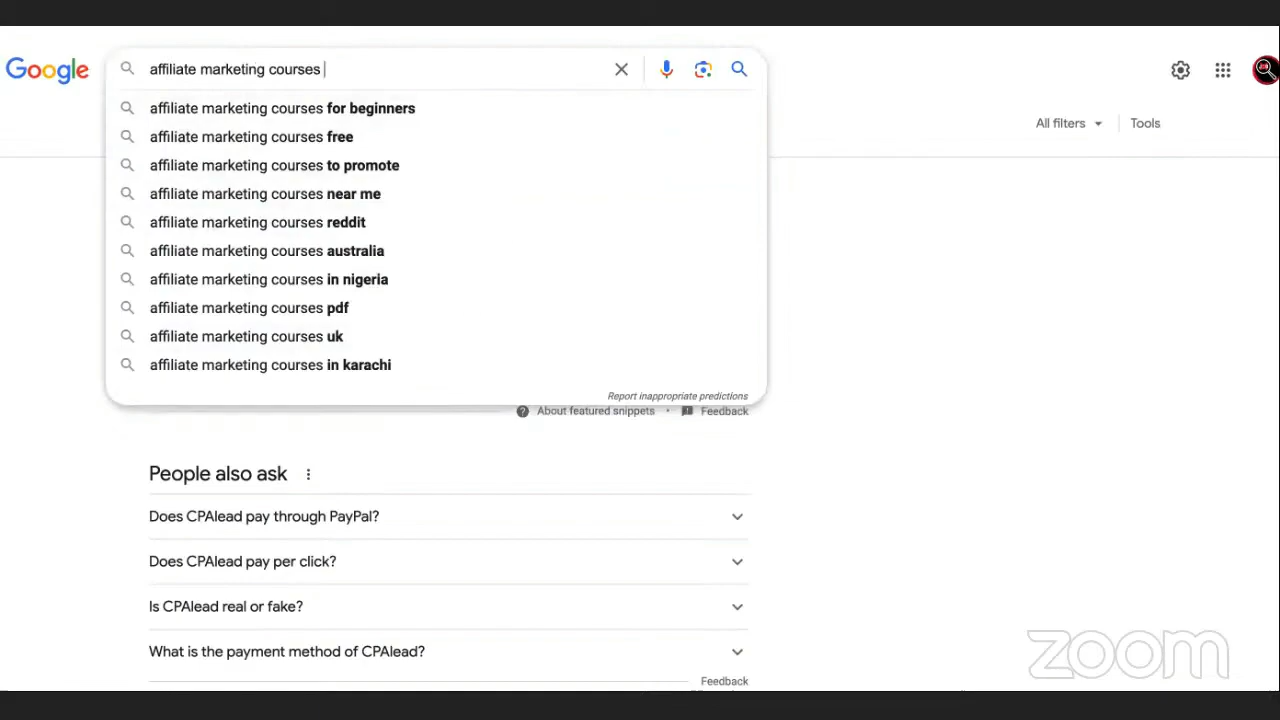 Google
affiliate marketing courses
All filters
Tools
affiliate marketing courses for beginners
affiliate marketing courses free
affiliate marketing courses to promote
affiliate marketing courses near me
affiliate marketing courses reddit
affiliate marketing courses australia
affiliate marketing courses in nigeria
affiliate marketing courses pdf
affiliate marketing courses uk
affiliate marketing courses in karachi
Report inappropriate predictions
About featured snippets • Feedback
People also ask
Does CPAlead pay through PayPal?
Does CPAlead pay per click?
Is CPAlead real or fake?
What is the payment method of CPAlead?
Feedback
zoom